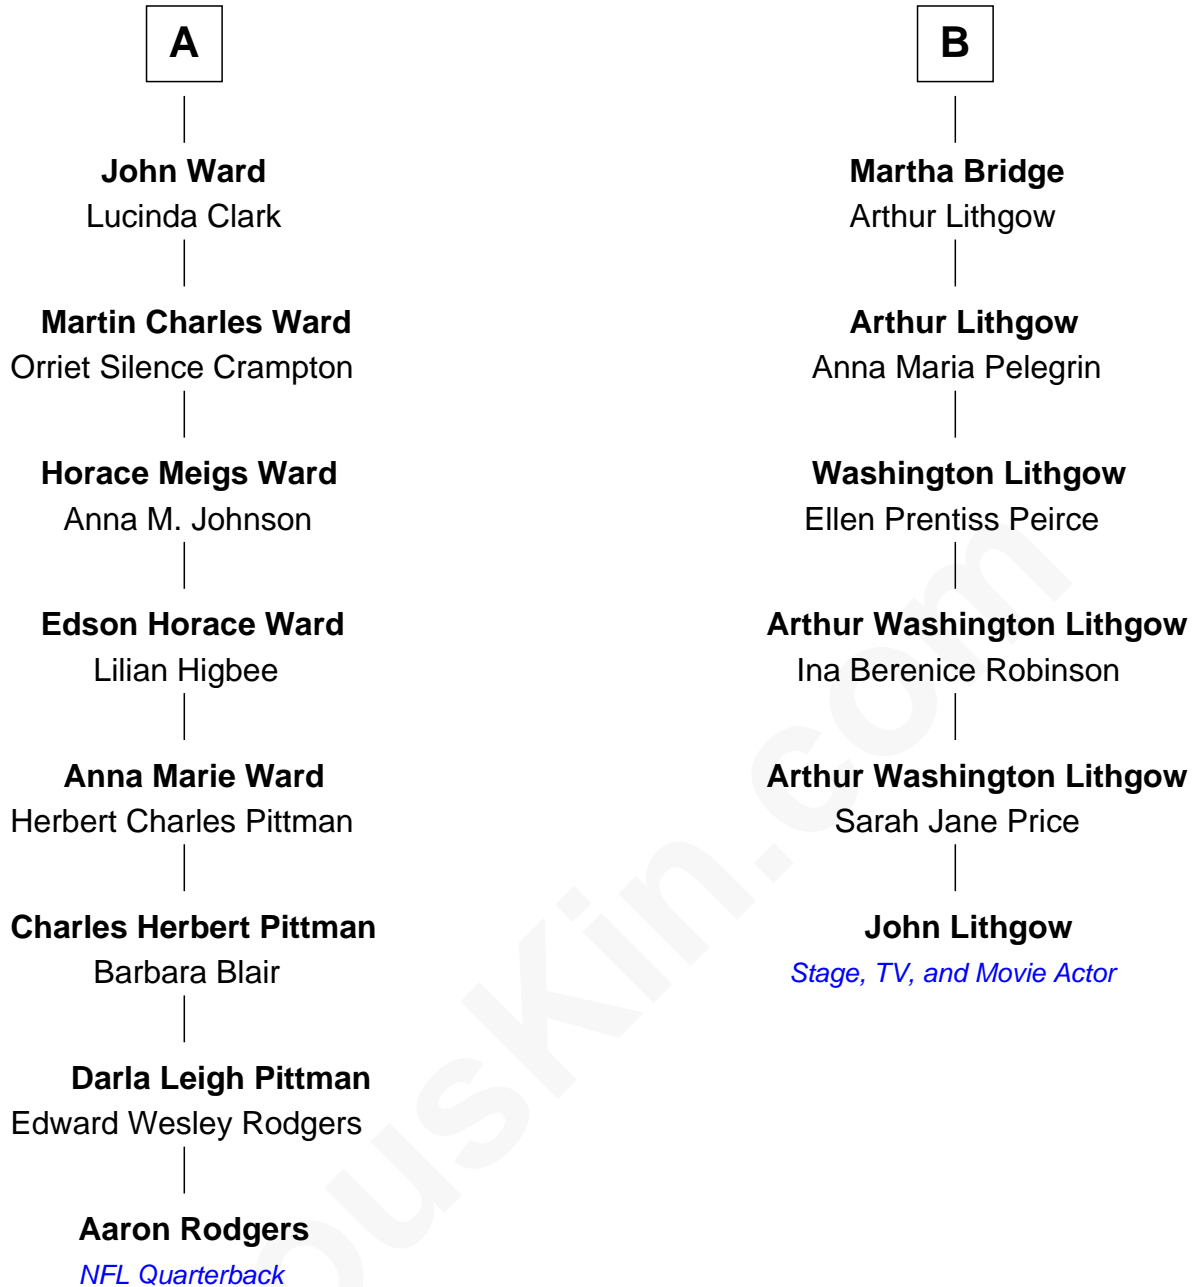 A
John Ward
Lucinda Clark
Martin Charles Ward
Orriet Silence Crampton
Horace Meigs Ward
Anna M. Johnson
Edson Horace Ward
Lilian Higbee
Anna Marie Ward
Herbert Charles Pittman
Charles Herbert Pittman
Barbara Blair
Darla Leigh Pittman
Edward Wesley Rodgers
Aaron Rodgers
NFL Quarterback
B
Martha Bridge
Arthur Lithgow
Arthur Lithgow
Anna Maria Pelegrin
Washington Lithgow
Ellen Prentiss Peirce
Arthur Washington Lithgow
Ina Berenice Robinson
Arthur Washington Lithgow
Sarah Jane Price
John Lithgow
Stage, TV, and Movie Actor
ousKin.com